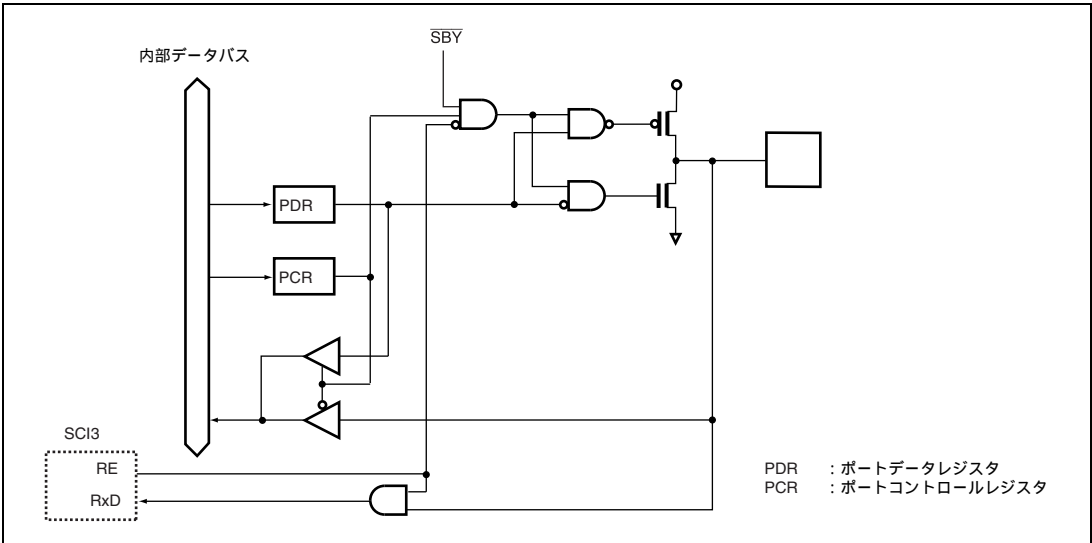 SBY
内部データバス
PDR
PCR
SCI3
RE
RxD
PDR :ポートデータレジスタ
PCR :ポートコントロールレジスタ